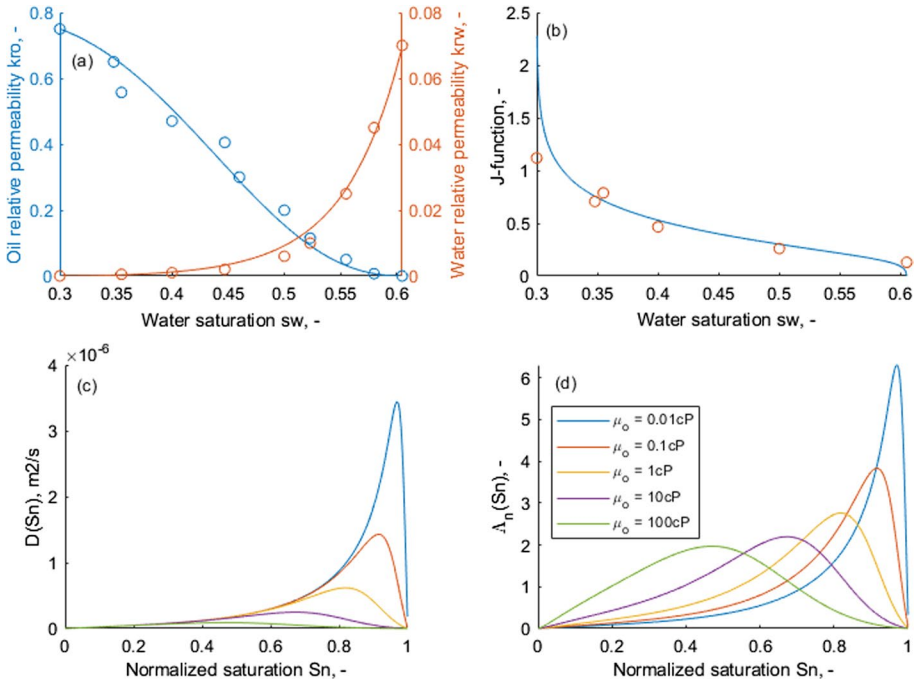 (a)
Oil relative permeability kro, -
0.8
0.6
0.4
0.2
0
0.3 0.35 0.4 0.45 0.5 0.55 0.6
Water saturation sw, -
0.08
0.06
0.04
0.02
0
Water relative permeability krw, -
(b)
J-function, -
2.5
2
1.5
1
0.5
0
0.3 0.35 0.4 0.45 0.5 0.55 0.6
Water saturation sw, -
(c)
×10⁻⁶
D(Sn), m2/s
4
3
2
1
0
0 0.2 0.4 0.6 0.8 1
Normalized saturation Sn, -
(d)
Λn(Sn), -
6
5
4
3
2
1
0
μo = 0.01cP
μo = 0.1cP
μo = 1cP
μo = 10cP
μo = 100cP
0 0.2 0.4 0.6 0.8 1
Normalized saturation Sn, -